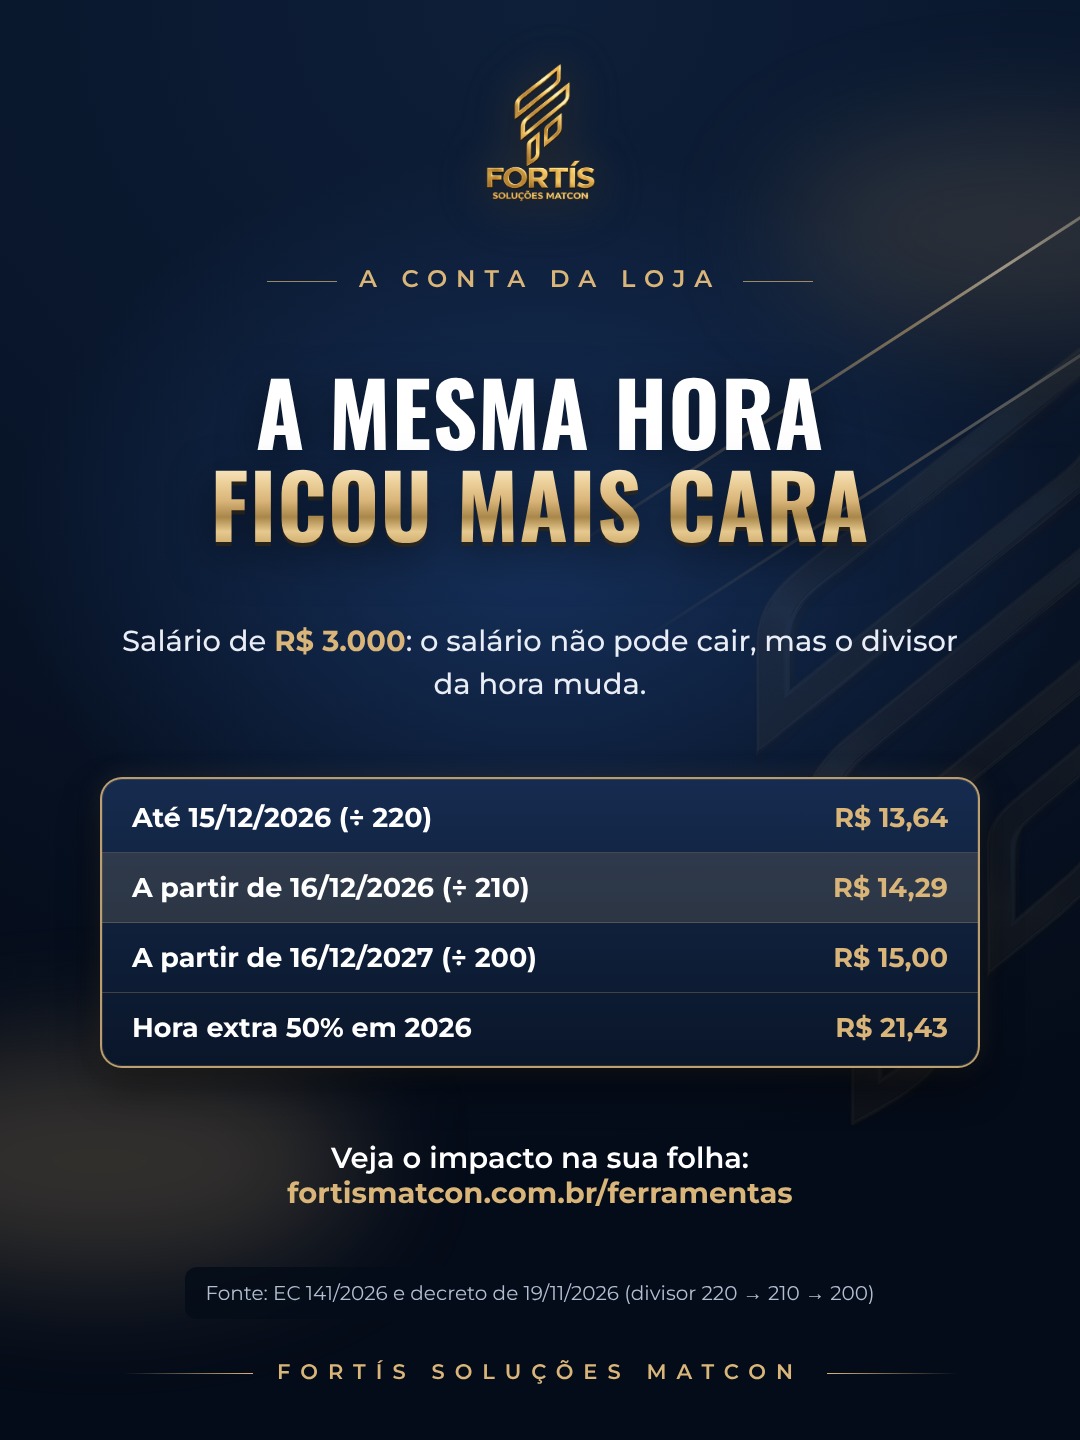 FORTÍS
SOLUÇÕES MATCON
A CONTA DA LOJA
A MESMA HORA
FICOU MAIS CARA
Salário de R$ 3.000: o salário não pode cair, mas o divisor
da hora muda.
Até 15/12/2026 (÷ 220) R$ 13,64
A partir de 16/12/2026 (÷ 210) R$ 14,29
A partir de 16/12/2027 (÷ 200) R$ 15,00
Hora extra 50% em 2026 R$ 21,43
Veja o impacto na sua folha:
fortismatcon.com.br/ferramentas
Fonte: EC 141/2026 e decreto de 19/11/2026 (divisor 220 → 210 → 200)
FORTÍS SOLUÇÕES MATCON